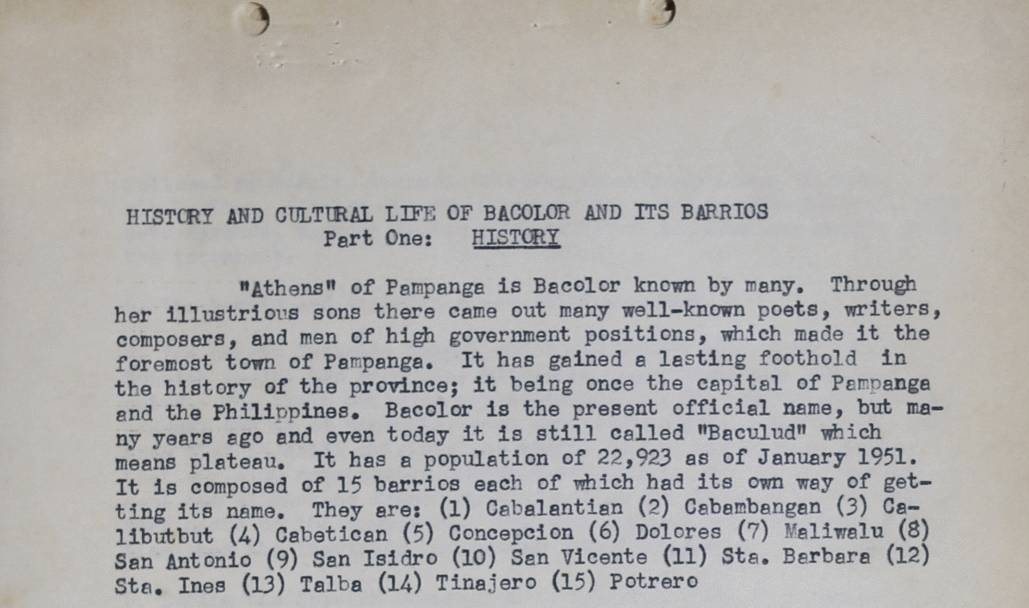 HISTORY AND CULTURAL LIFE OF BACOLOR AND ITS BARRIOS
Part One: HISTORY
"Athens" of Pampanga is Bacolor known by many. Through
her illustrious sons there came out many well-known poets, writers,
composers, and men of high government positions, which made it the
foremost town of Pampanga. It has gained a lasting foothold in
the history of the province; it being once the capital of Pampanga
and the Philippines. Bacolor is the present official name, but ma-
ny years ago and even today it is still called "Baculud" which
means plateau. It has a population of 22,923 as of January 1951.
It is composed of 15 barrios each of which had its own way of get-
ting its name. They are: (1) Cabalantian (2) Cabambangan (3) Ca-
libutbut (4) Cabetican (5) Concepcion (6) Dolores (7) Maliwalu (8)
San Antonio (9) San Isidro (10) San Vicente (11) Sta. Barbara (12)
Sta. Ines (13) Talba (14) Tinajero (15) Potrero